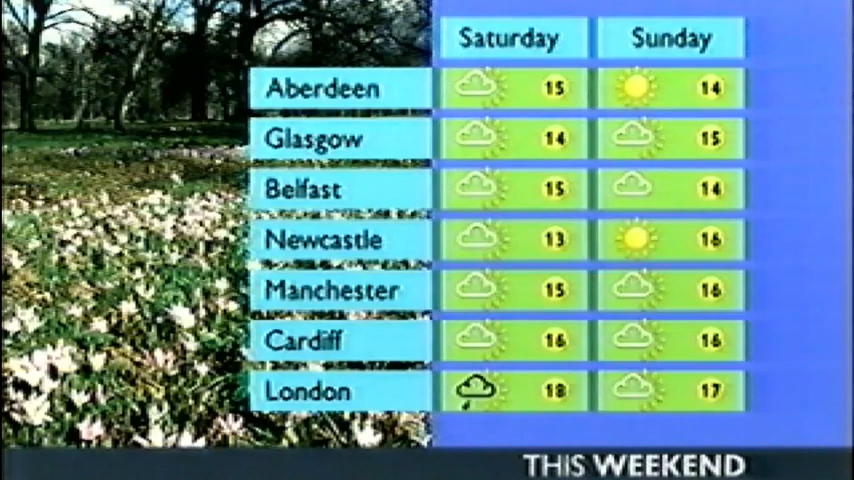 Saturday Sunday
Aberdeen 15 14
Glasgow 14 15
Belfast 15 14
Newcastle 13 16
Manchester 15 16
Cardiff 16 16
London 18 17
THIS WEEKEND